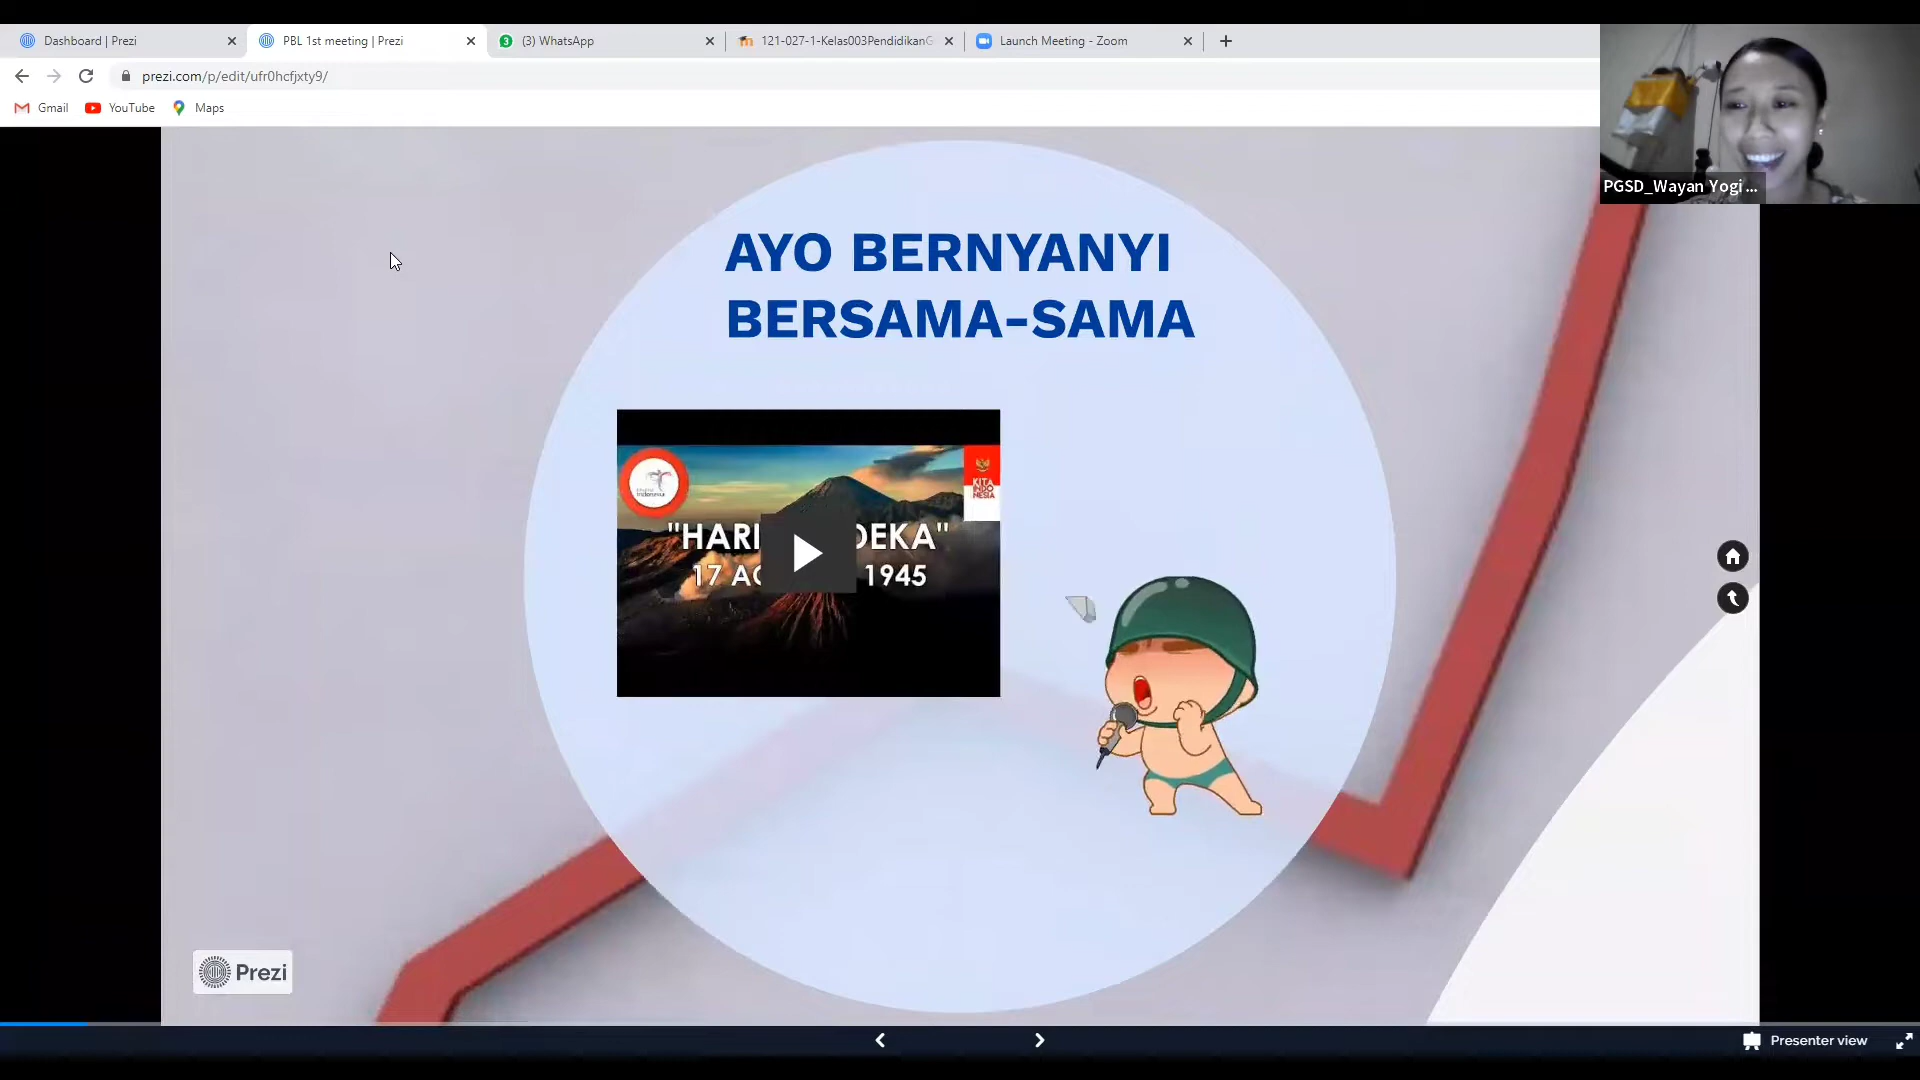 Dashboard | Prezi
PBL 1st meeting | Prezi
(3) WhatsApp
121-027-1-Kelas003PendidikanG
Launch Meeting - Zoom
prezi.com/p/edit/ufr0hcfjxty9/
Gmail
YouTube
Maps
PGSD_Wayan Yogi ...
AYO BERNYANYI
BERSAMA-SAMA
KITA
INDO
NESIA
"HARI DEKA"
17 AG 1945
Prezi
Presenter view